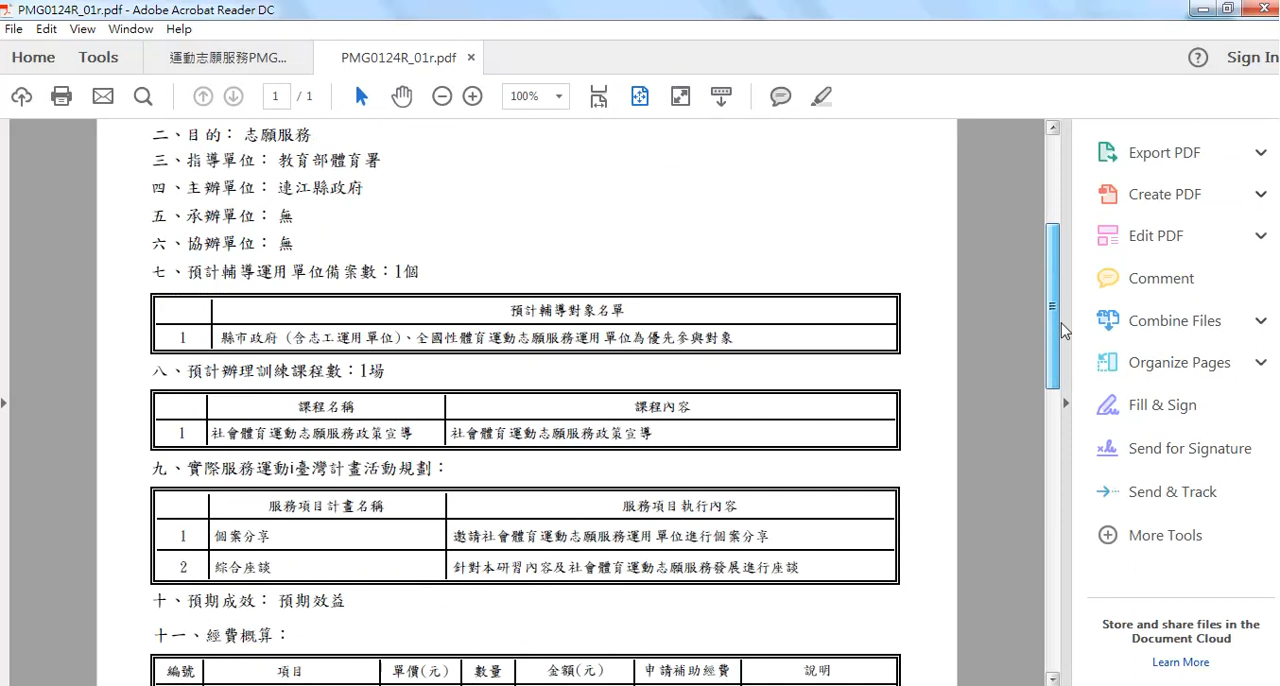 PMG0124R_01r.pdf - Adobe Acrobat Reader DC
File Edit View Window Help
Home Tools 運動志願服務PMG... PMG0124R_01r.pdf × Sign In
1 / 1 100%
二、目的： 志願服務
三、指導單位： 教育部體育署
四、主辦單位： 連江縣政府
五、承辦單位： 無
六、協辦單位： 無
七、預計輔導運用單位備案數：1個
預計輔導對象名單
1 縣市政府（含志工運用單位）、全國性體育運動志願服務運用單位為優先參與對象
八、預計辦理訓練課程數：1場
課程名稱 課程內容
1 社會體育運動志願服務政策宣導 社會體育運動志願服務政策宣導
九、實際服務運動i臺灣計畫活動規劃：
服務項目計畫名稱 服務項目執行內容
1 個案分享 邀請社會體育運動志願服務運用單位進行個案分享
2 綜合座談 針對本研習內容及社會體育運動志願服務發展進行座談
十、預期成效： 預期效益
十一、經費概算：
編號 項目 單價(元) 數量 金額(元) 申請補助經費 說明
Export PDF
Create PDF
Edit PDF
Comment
Combine Files
Organize Pages
Fill & Sign
Send for Signature
Send & Track
More Tools
Store and share files in the
Document Cloud
Learn More